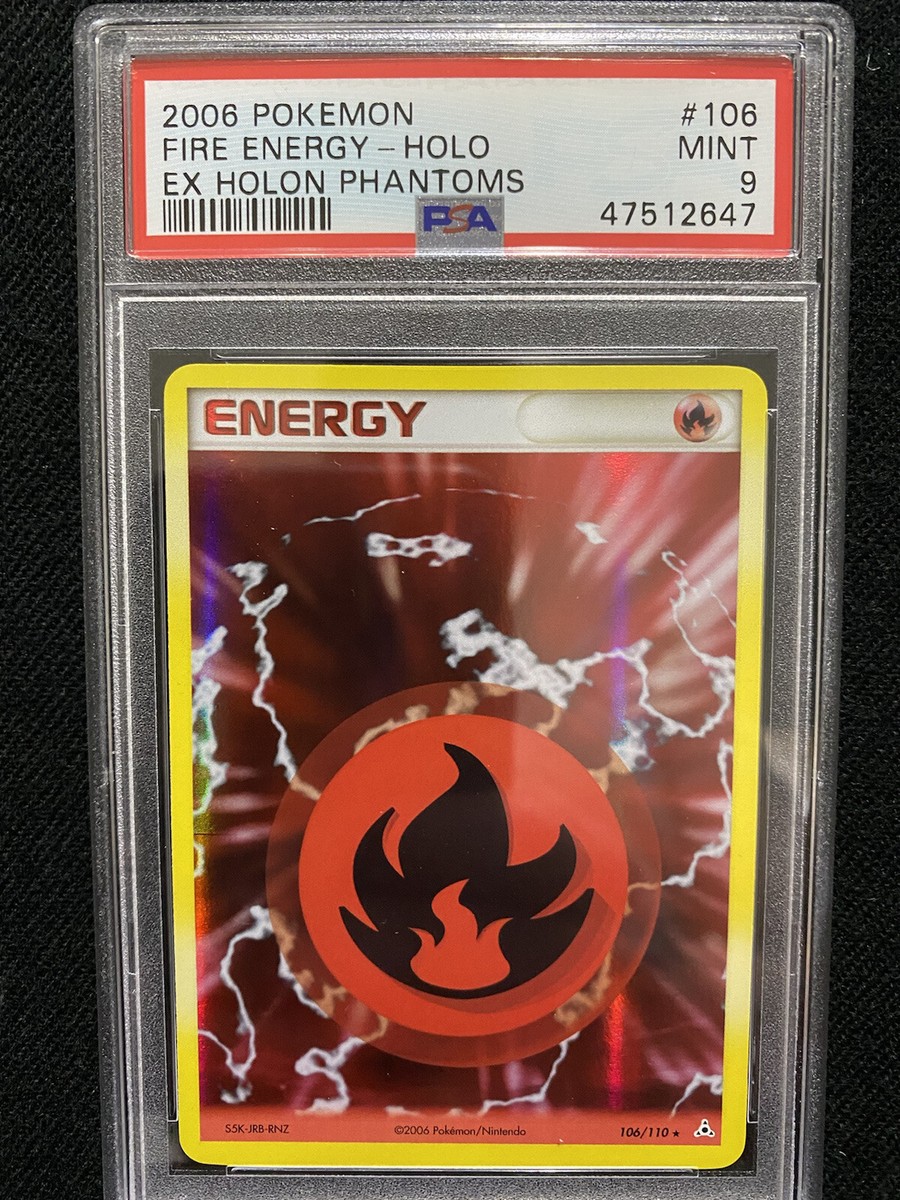 2006 POKEMON #106
FIRE ENERGY – HOLO MINT
EX HOLON PHANTOMS 9
PSA 47512647
ENERGY
S5K-JRB-RNZ ©2006 Pokémon/Nintendo 106/110 ★